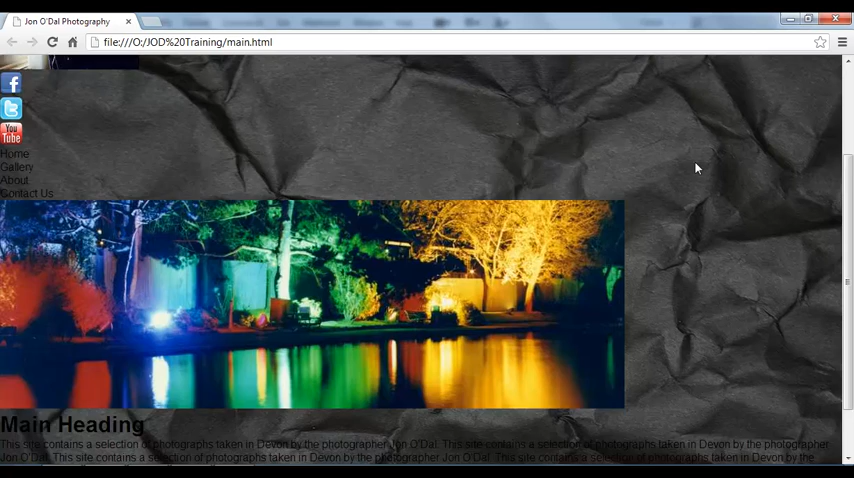 Jon O'Dal Photography
file:///O:/JOD%20Training/main.html
f
t
You
Tube
Home
Gallery
About
Contact Us
Main Heading
This site contains a selection of photographs taken in Devon by the photographer Jon O'Dal. This site contains a selection of photographs taken in Devon by the photographer
Jon O'Dal. This site contains a selection of photographs taken in Devon by the photographer Jon O'Dal. This site contains a selection of photographs taken in Devon by the